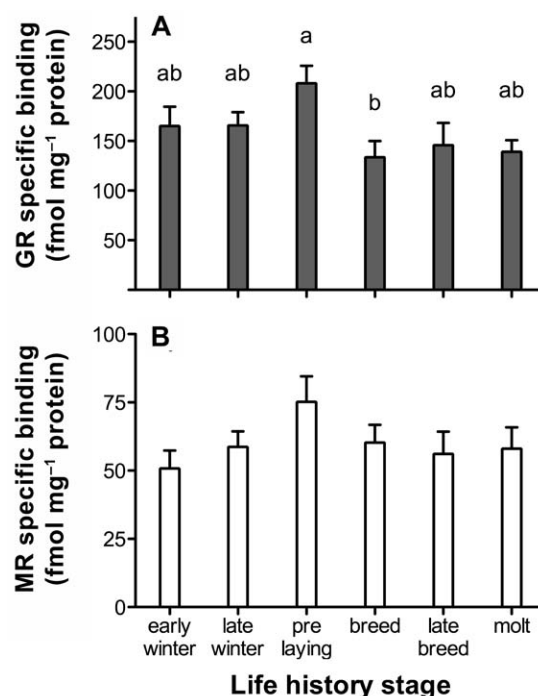 A
GR specific binding
(fmol mg⁻¹ protein)
250
200
150
100
50
ab
ab
a
b
ab
ab
B
MR specific binding
(fmol mg⁻¹ protein)
100
75
50
25
0
early
winter
late
winter
pre
laying
breed
late
breed
molt
Life history stage